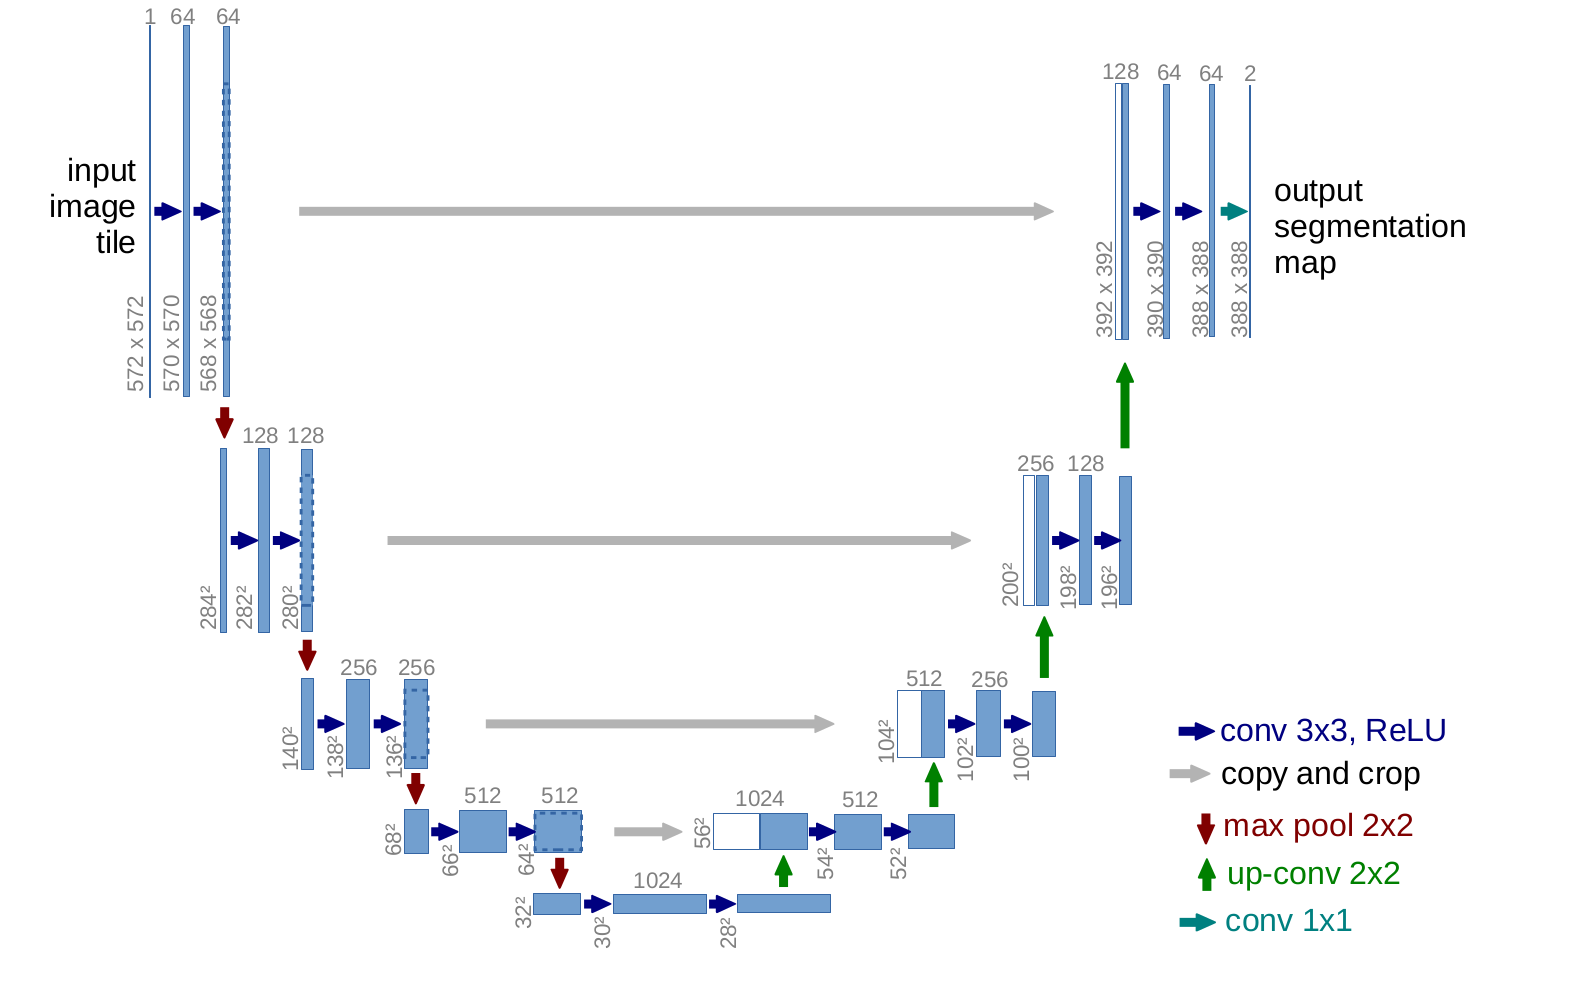 1 64 64
128 64 64 2
input
image
tile
output
segmentation
map
572 x 572
570 x 570
568 x 568
392 x 392
390 x 390
388 x 388
388 x 388
128 128
284²
282²
280²
256 128
200²
198²
196²
256 256
140²
138²
136²
512 256
104²
102²
100²
512 512
68²
66²
64²
1024 512
56²
54²
52²
1024
32²
30²
28²
conv 3x3, ReLU
copy and crop
max pool 2x2
up-conv 2x2
conv 1x1